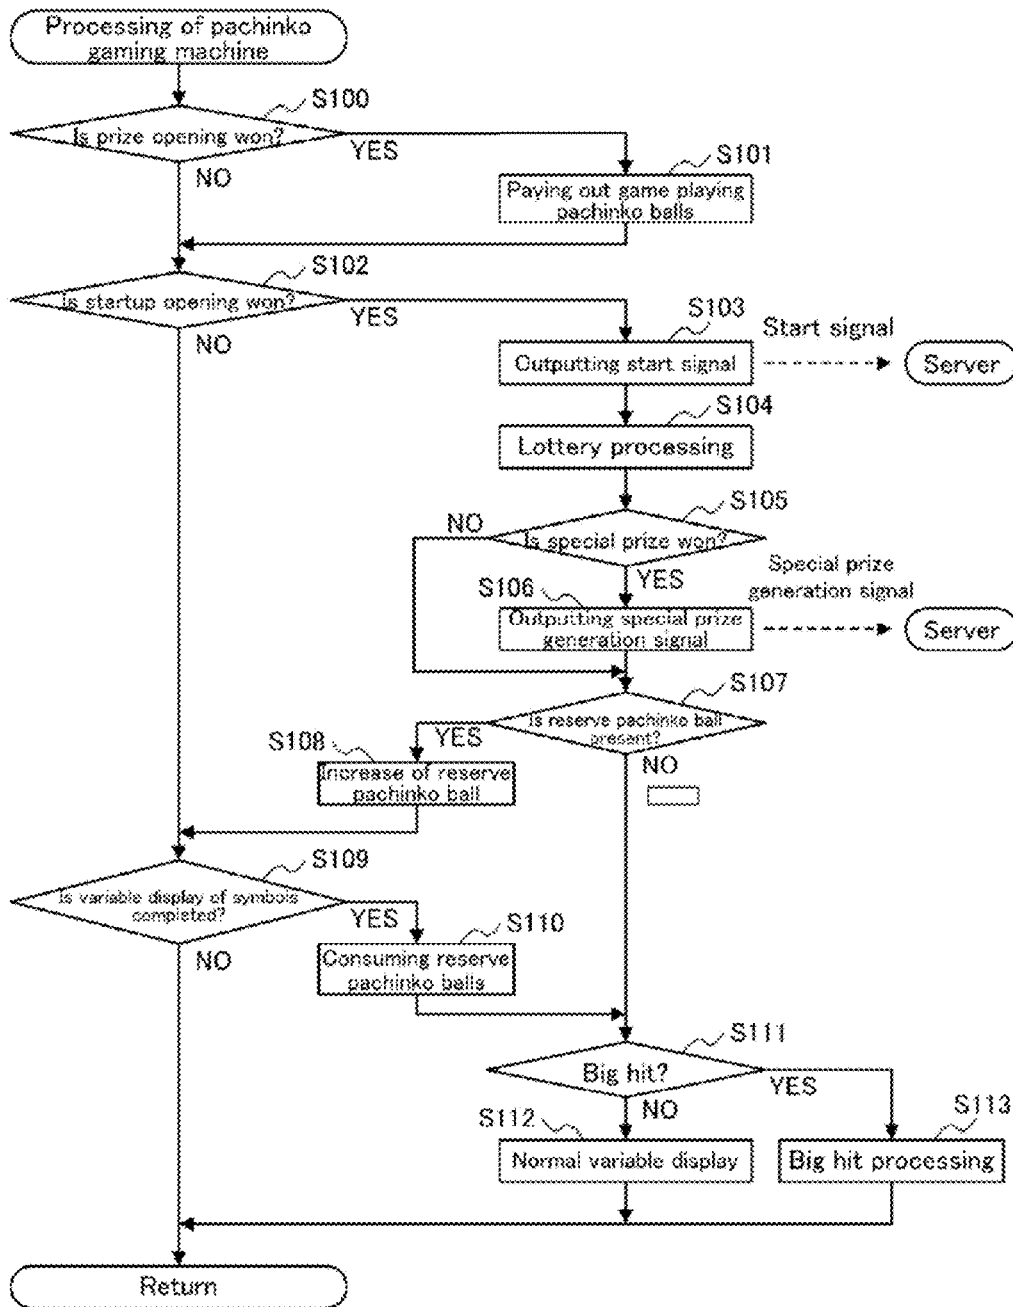 Processing of pachinko
gaming machine
S100
Is prize opening won?
YES
NO
S101
Paying out game playing
pachinko balls
S102
Is startup opening won?
YES
NO
S103
Outputting start signal
Start signal
Server
S104
Lottery processing
S105
NO
Is special prize won?
YES
S106
Outputting special prize
generation signal
Special prize
generation signal
Server
S107
Is reserve pachinko ball
present?
YES
NO
S108
Increase of reserve
pachinko ball
S109
Is variable display of symbols
completed?
YES
NO
S110
Consuming reserve
pachinko balls
S111
Big hit?
YES
NO
S112
Normal variable display
S113
Big hit processing
Return